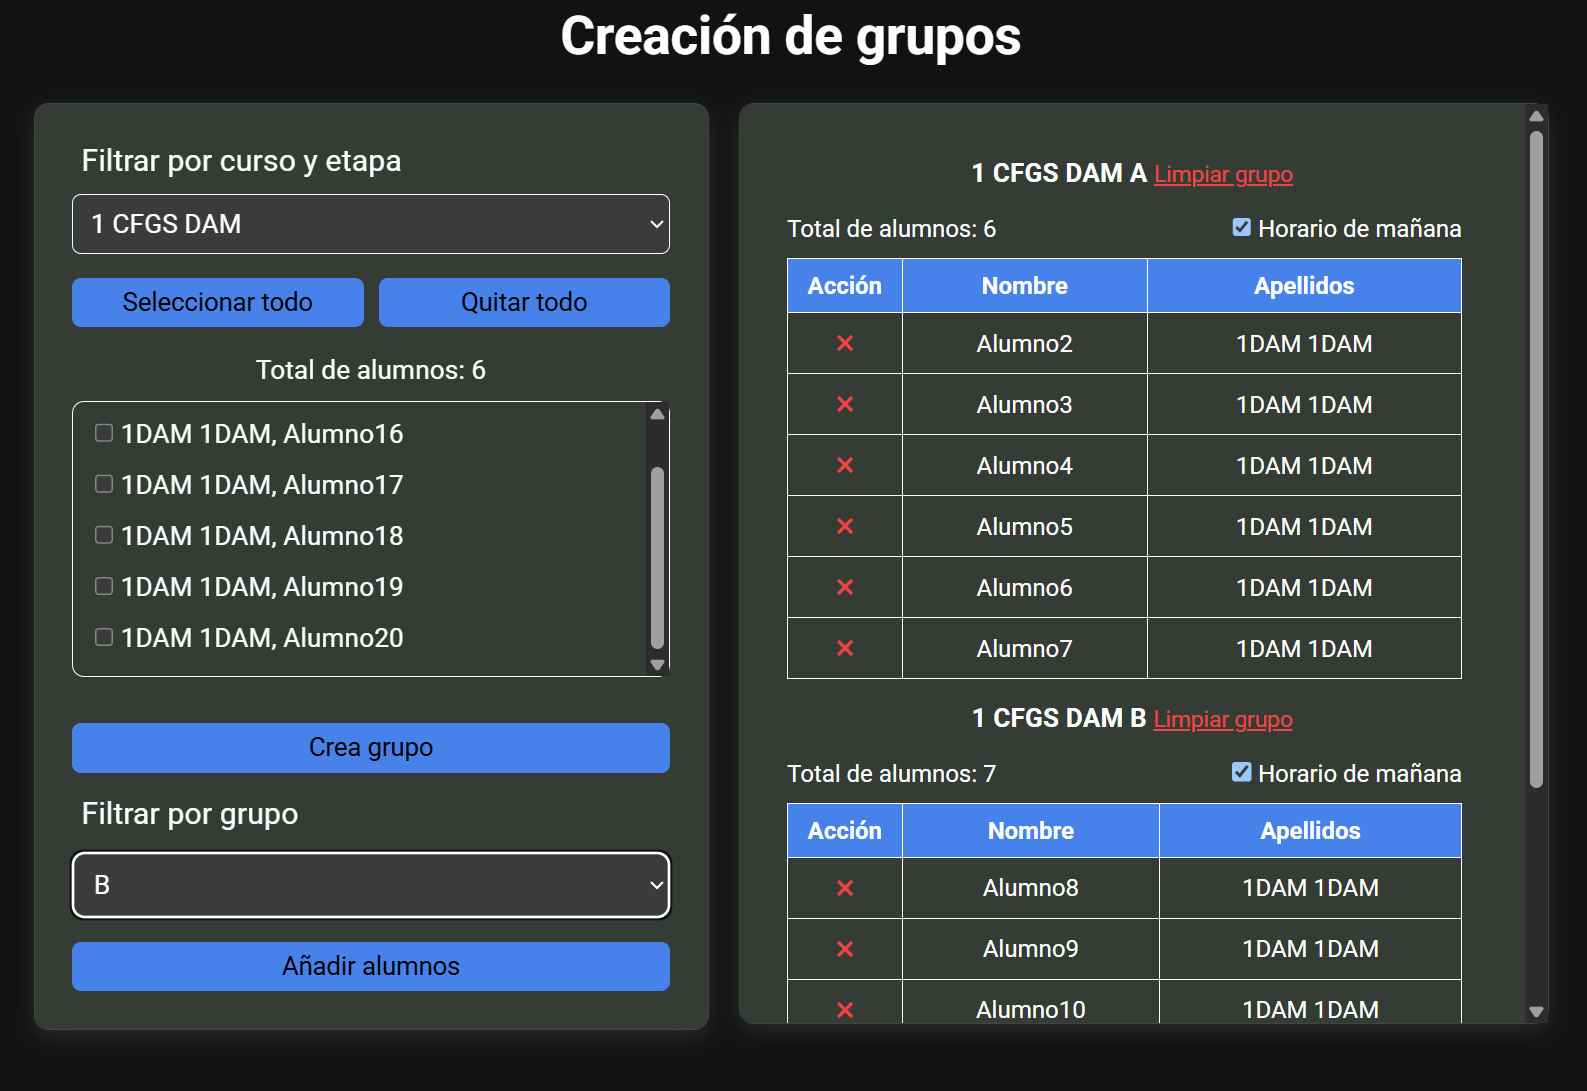 Creación de grupos
Filtrar por curso y etapa
1 CFGS DAM
Seleccionar todo
Quitar todo
Total de alumnos: 6
1DAM 1DAM, Alumno16
1DAM 1DAM, Alumno17
1DAM 1DAM, Alumno18
1DAM 1DAM, Alumno19
1DAM 1DAM, Alumno20
Crea grupo
Filtrar por grupo
B
Añadir alumnos
1 CFGS DAM A Limpiar grupo
Total de alumnos: 6 Horario de mañana
Acción Nombre Apellidos
Alumno2 1DAM 1DAM
Alumno3 1DAM 1DAM
Alumno4 1DAM 1DAM
Alumno5 1DAM 1DAM
Alumno6 1DAM 1DAM
Alumno7 1DAM 1DAM
1 CFGS DAM B Limpiar grupo
Total de alumnos: 7 Horario de mañana
Acción Nombre Apellidos
Alumno8 1DAM 1DAM
Alumno9 1DAM 1DAM
Alumno10 1DAM 1DAM